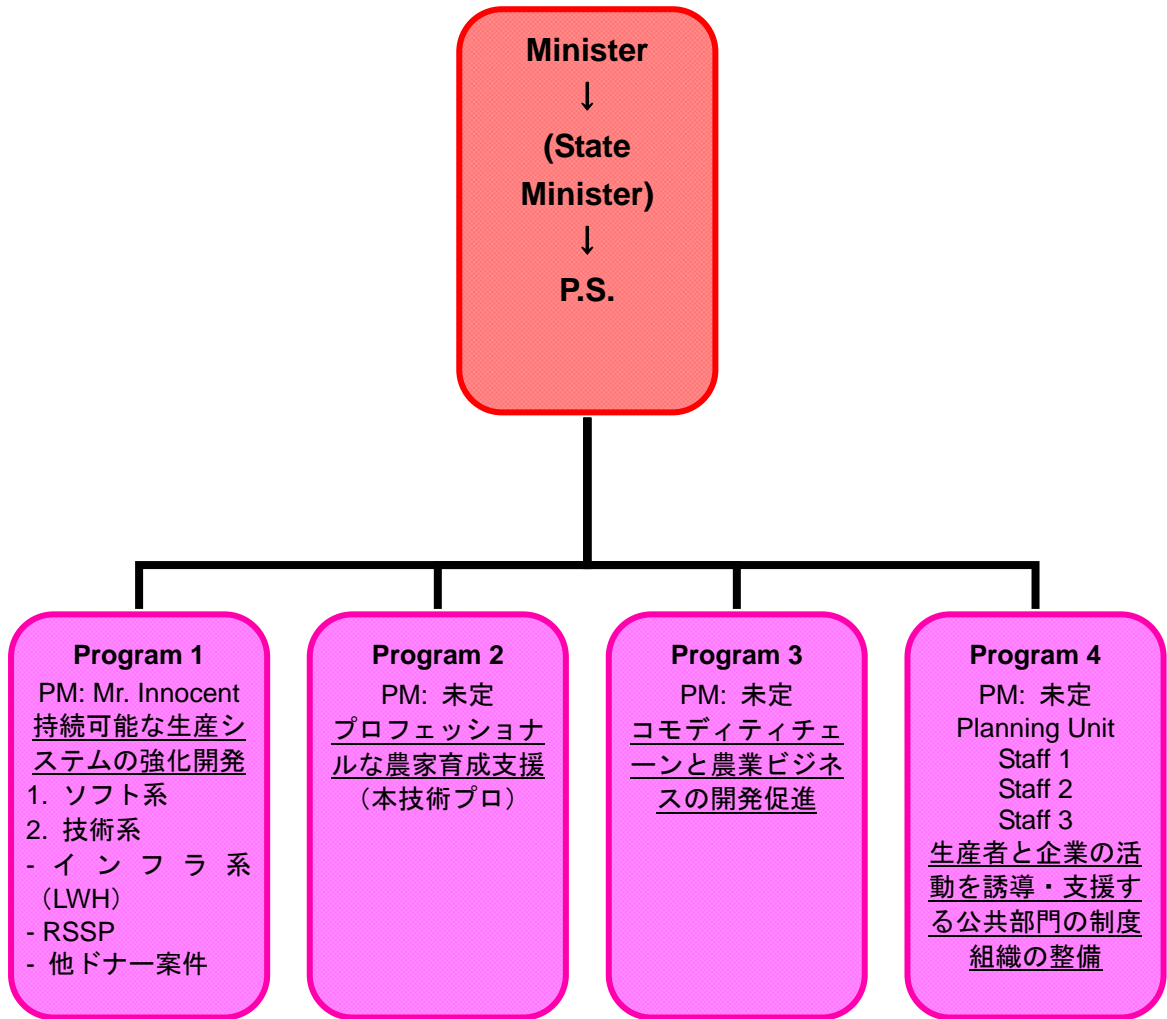 Minister
↓
(State
Minister)
↓
P.S.
Program 1
PM: Mr. Innocent
持続可能な生産シ
ステムの強化開発
1. ソフト系
2. 技術系
- インフラ系
（LWH）
- RSSP
- 他ドナー案件
Program 2
PM: 未定
プロフェッショナ
ルな農家育成支援
（本技術プロ）
Program 3
PM: 未定
コモディティチェ
ーンと農業ビジネ
スの開発促進
Program 4
PM: 未定
Planning Unit
Staff 1
Staff 2
Staff 3
生産者と企業の活
動を誘導・支援す
る公共部門の制度
組織の整備